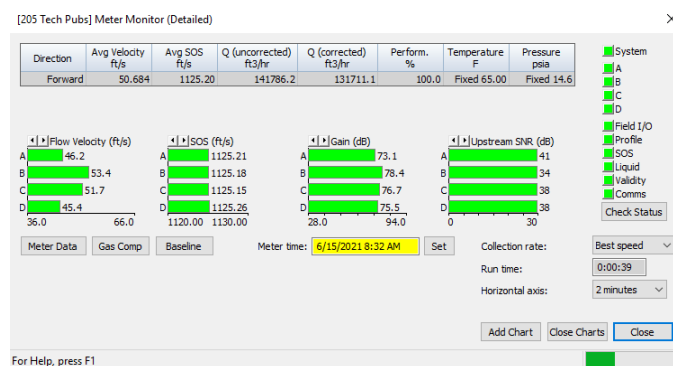 [205 Tech Pubs] Meter Monitor (Detailed)
Direction Avg Velocity ft/s Avg SOS ft/s Q (uncorrected) ft3/hr Q (corrected) ft3/hr Perform. % Temperature F Pressure psia
Forward 50.684 1125.20 141786.2 131711.1 100.0 Fixed 65.00 Fixed 14.6
System
A
B
C
D
Field I/O
Profile
SOS
Liquid
Validity
Comms
Check Status
Flow Velocity (ft/s)
A 46.2
B 53.4
C 51.7
D 45.4
36.0 66.0
SOS (ft/s)
A 1125.21
B 1125.18
C 1125.15
D 1125.26
1120.00 1130.00
Gain (dB)
A 73.1
B 78.4
C 76.7
D 75.5
28.0 94.0
Upstream SNR (dB)
A 41
B 34
C 38
D 38
0 30
Meter Data Gas Comp Baseline Meter time: 6/15/2021 8:32 AM Set Collection rate: Best speed
Run time: 0:00:39
Horizontal axis: 2 minutes
Add Chart Close Charts Close
For Help, press F1